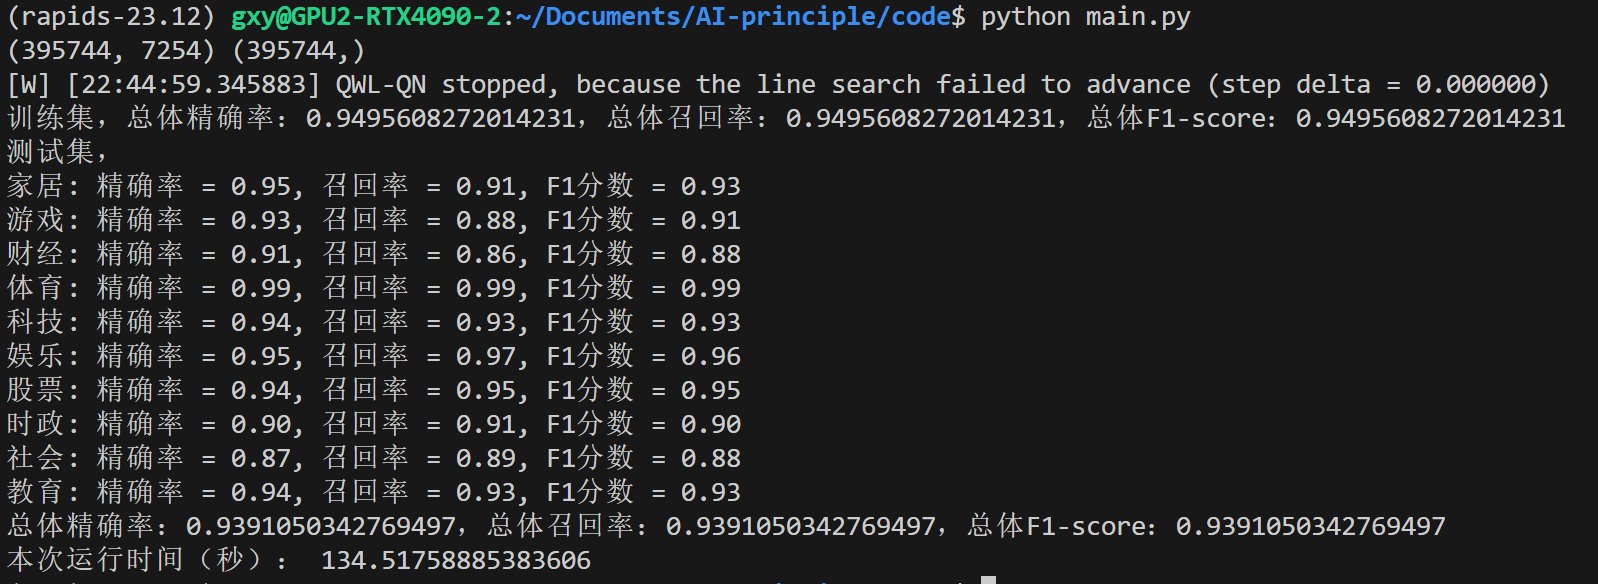 (rapids-23.12) gxy@GPU2-RTX4090-2:~/Documents/AI-principle/code$ python main.py
(395744, 7254) (395744,)
[W] [22:44:59.345883] QWL-QN stopped, because the line search failed to advance (step delta = 0.000000)
训练集，总体精确率：0.9495608272014231，总体召回率：0.9495608272014231，总体F1-score：0.9495608272014231
测试集，
家居: 精确率 = 0.95, 召回率 = 0.91, F1分数 = 0.93
游戏: 精确率 = 0.93, 召回率 = 0.88, F1分数 = 0.91
财经: 精确率 = 0.91, 召回率 = 0.86, F1分数 = 0.88
体育: 精确率 = 0.99, 召回率 = 0.99, F1分数 = 0.99
科技: 精确率 = 0.94, 召回率 = 0.93, F1分数 = 0.93
娱乐: 精确率 = 0.95, 召回率 = 0.97, F1分数 = 0.96
股票: 精确率 = 0.94, 召回率 = 0.95, F1分数 = 0.95
时政: 精确率 = 0.90, 召回率 = 0.91, F1分数 = 0.90
社会: 精确率 = 0.87, 召回率 = 0.89, F1分数 = 0.88
教育: 精确率 = 0.94, 召回率 = 0.93, F1分数 = 0.93
总体精确率：0.9391050342769497，总体召回率：0.9391050342769497，总体F1-score：0.9391050342769497
本次运行时间（秒）： 134.51758885383606